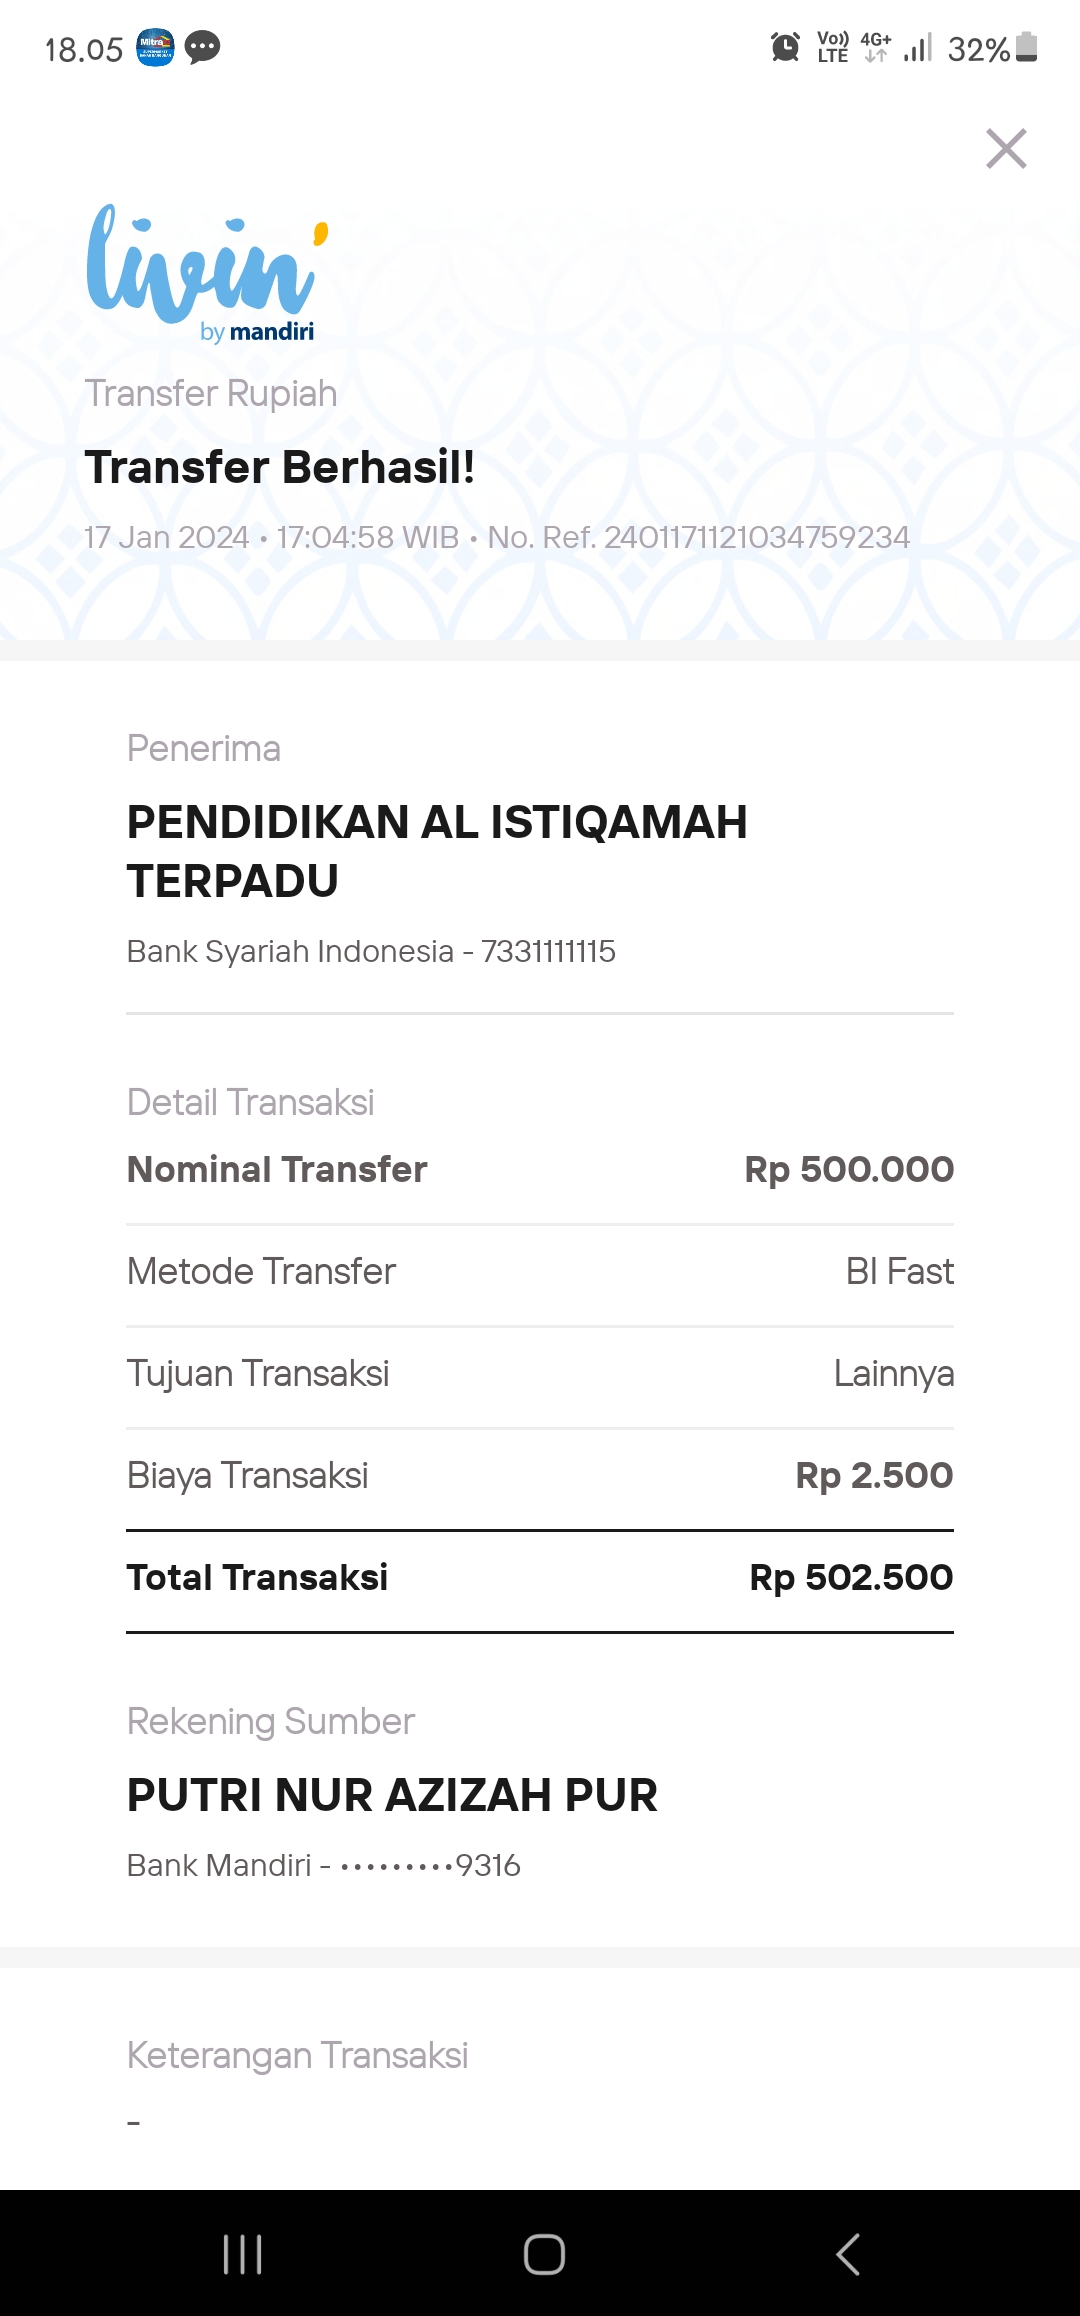 18.05 Mitra Vo)) LTE 4G+ 32%
livin'
by mandiri
Transfer Rupiah
Transfer Berhasil!
17 Jan 2024 • 17:04:58 WIB • No. Ref. 2401171121034759234
Penerima
PENDIDIKAN AL ISTIQAMAH
TERPADU
Bank Syariah Indonesia - 7331111115
Detail Transaksi
Nominal Transfer Rp 500.000
Metode Transfer BI Fast
Tujuan Transaksi Lainnya
Biaya Transaksi Rp 2.500
Total Transaksi Rp 502.500
Rekening Sumber
PUTRI NUR AZIZAH PUR
Bank Mandiri - •••••••••9316
Keterangan Transaksi
-